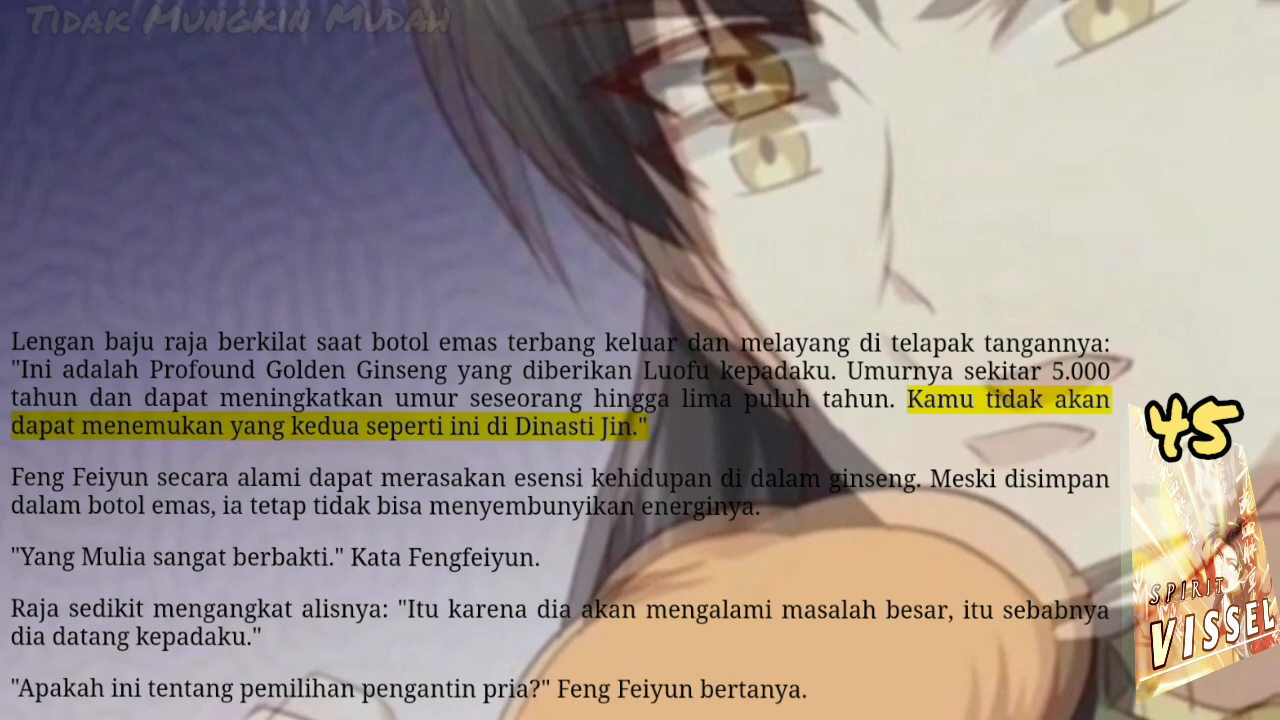 Tidak Mungkin Mudah
Lengan baju raja berkilat saat botol emas terbang keluar dan melayang di telapak tangannya:
"Ini adalah Profound Golden Ginseng yang diberikan Luofu kepadaku. Umurnya sekitar 5.000
tahun dan dapat meningkatkan umur seseorang hingga lima puluh tahun. Kamu tidak akan
dapat menemukan yang kedua seperti ini di Dinasti Jin."
Feng Feiyun secara alami dapat merasakan esensi kehidupan di dalam ginseng. Meski disimpan
dalam botol emas, ia tetap tidak bisa menyembunyikan energinya.
"Yang Mulia sangat berbakti." Kata Fengfeiyun.
Raja sedikit mengangkat alisnya: "Itu karena dia akan mengalami masalah besar, itu sebabnya
dia datang kepadaku."
"Apakah ini tentang pemilihan pengantin pria?" Feng Feiyun bertanya.
45
SPIRIT
VISSEL